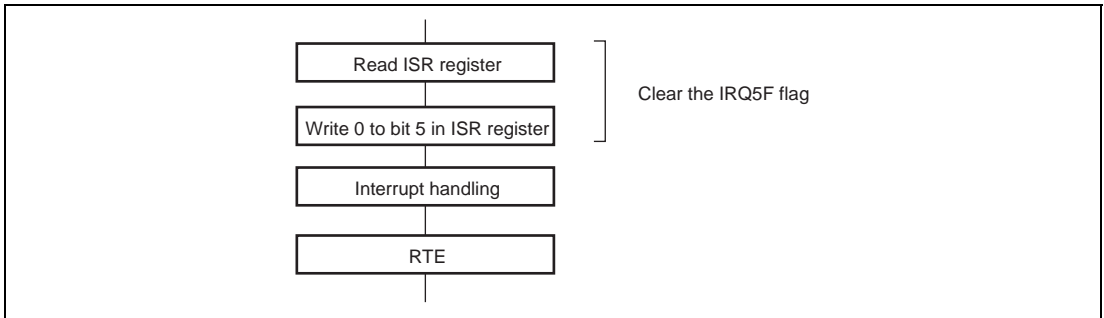 Read ISR register
Clear the IRQ5F flag
Write 0 to bit 5 in ISR register
Interrupt handling
RTE